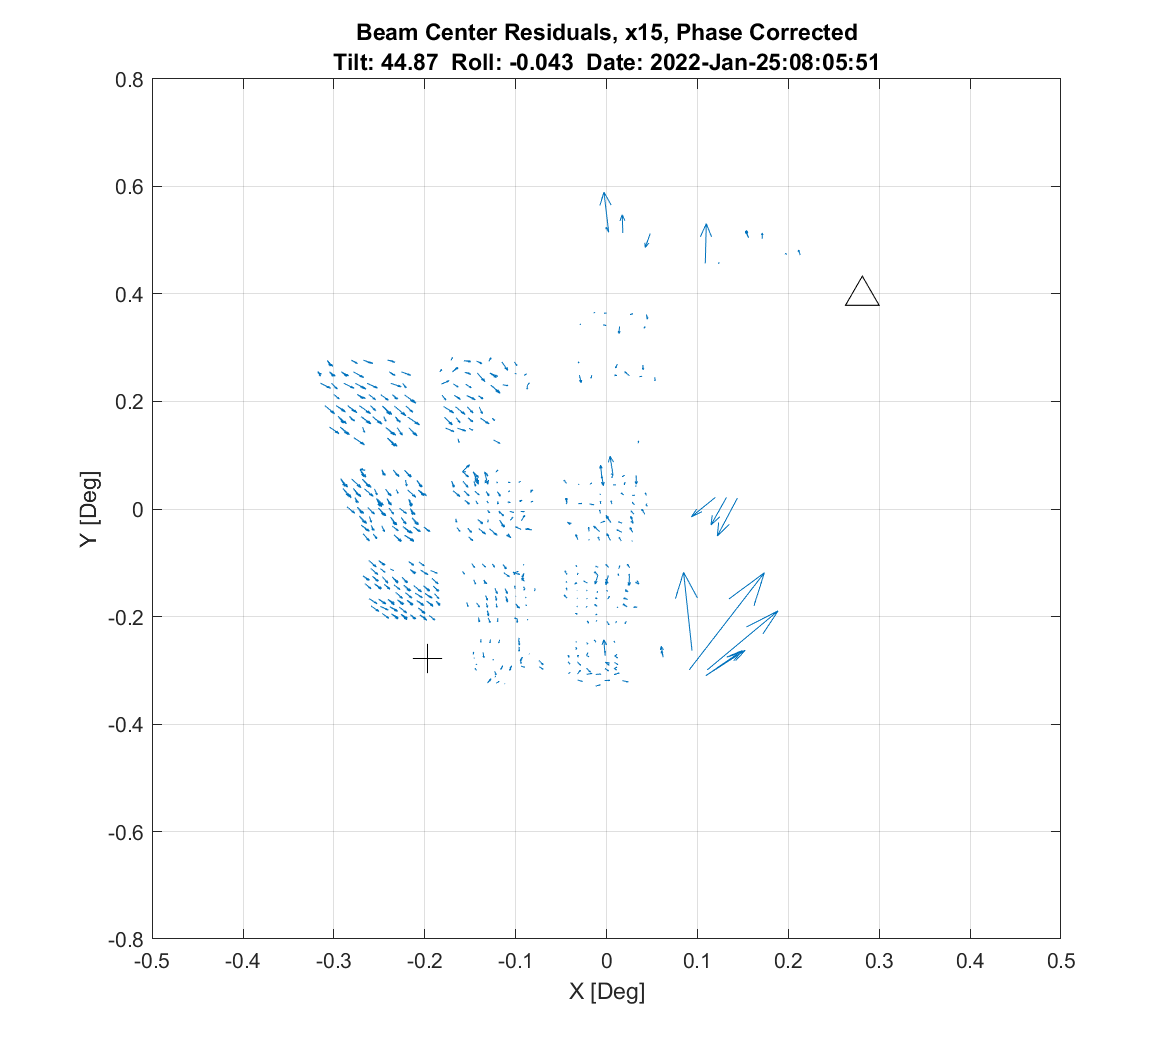 Beam Center Residuals, x15, Phase Corrected
Tilt: 44.87 Roll: -0.043 Date: 2022-Jan-25:08:05:51
0.8
0.6
0.4
0.2
0
-0.2
-0.4
-0.6
-0.8
Y [Deg]
-0.5 -0.4 -0.3 -0.2 -0.1 0 0.1 0.2 0.3 0.4 0.5
X [Deg]